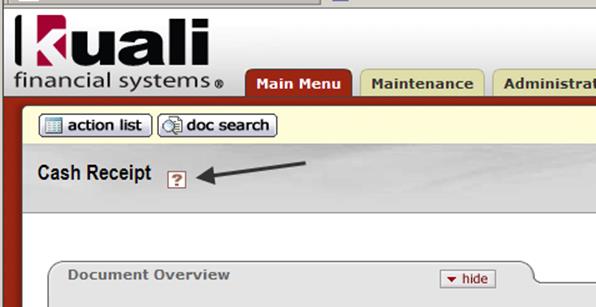 kuali
financial systems ®
Main Menu
Maintenance
Administrat
action list
doc search
Cash Receipt
?
Document Overview
hide